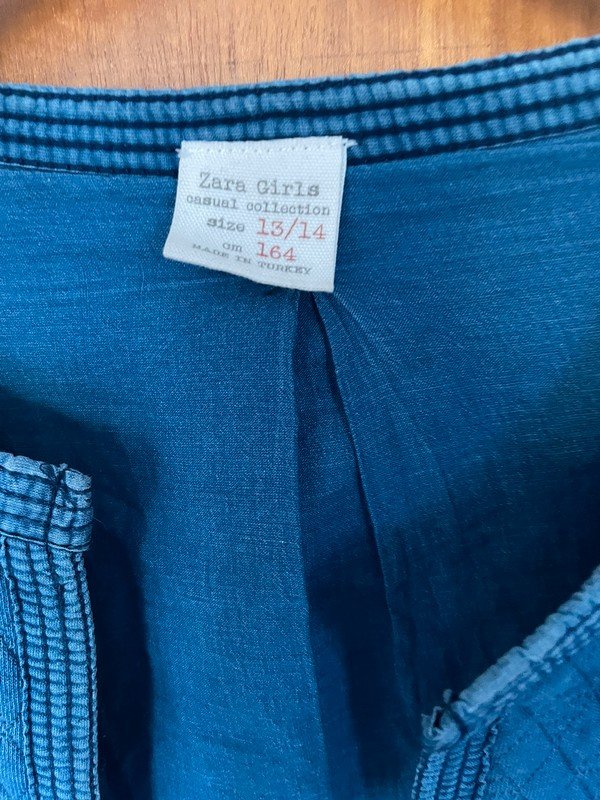 Zara Girls
casual collection
size 13/14
cm 164
MADE IN TURKEY